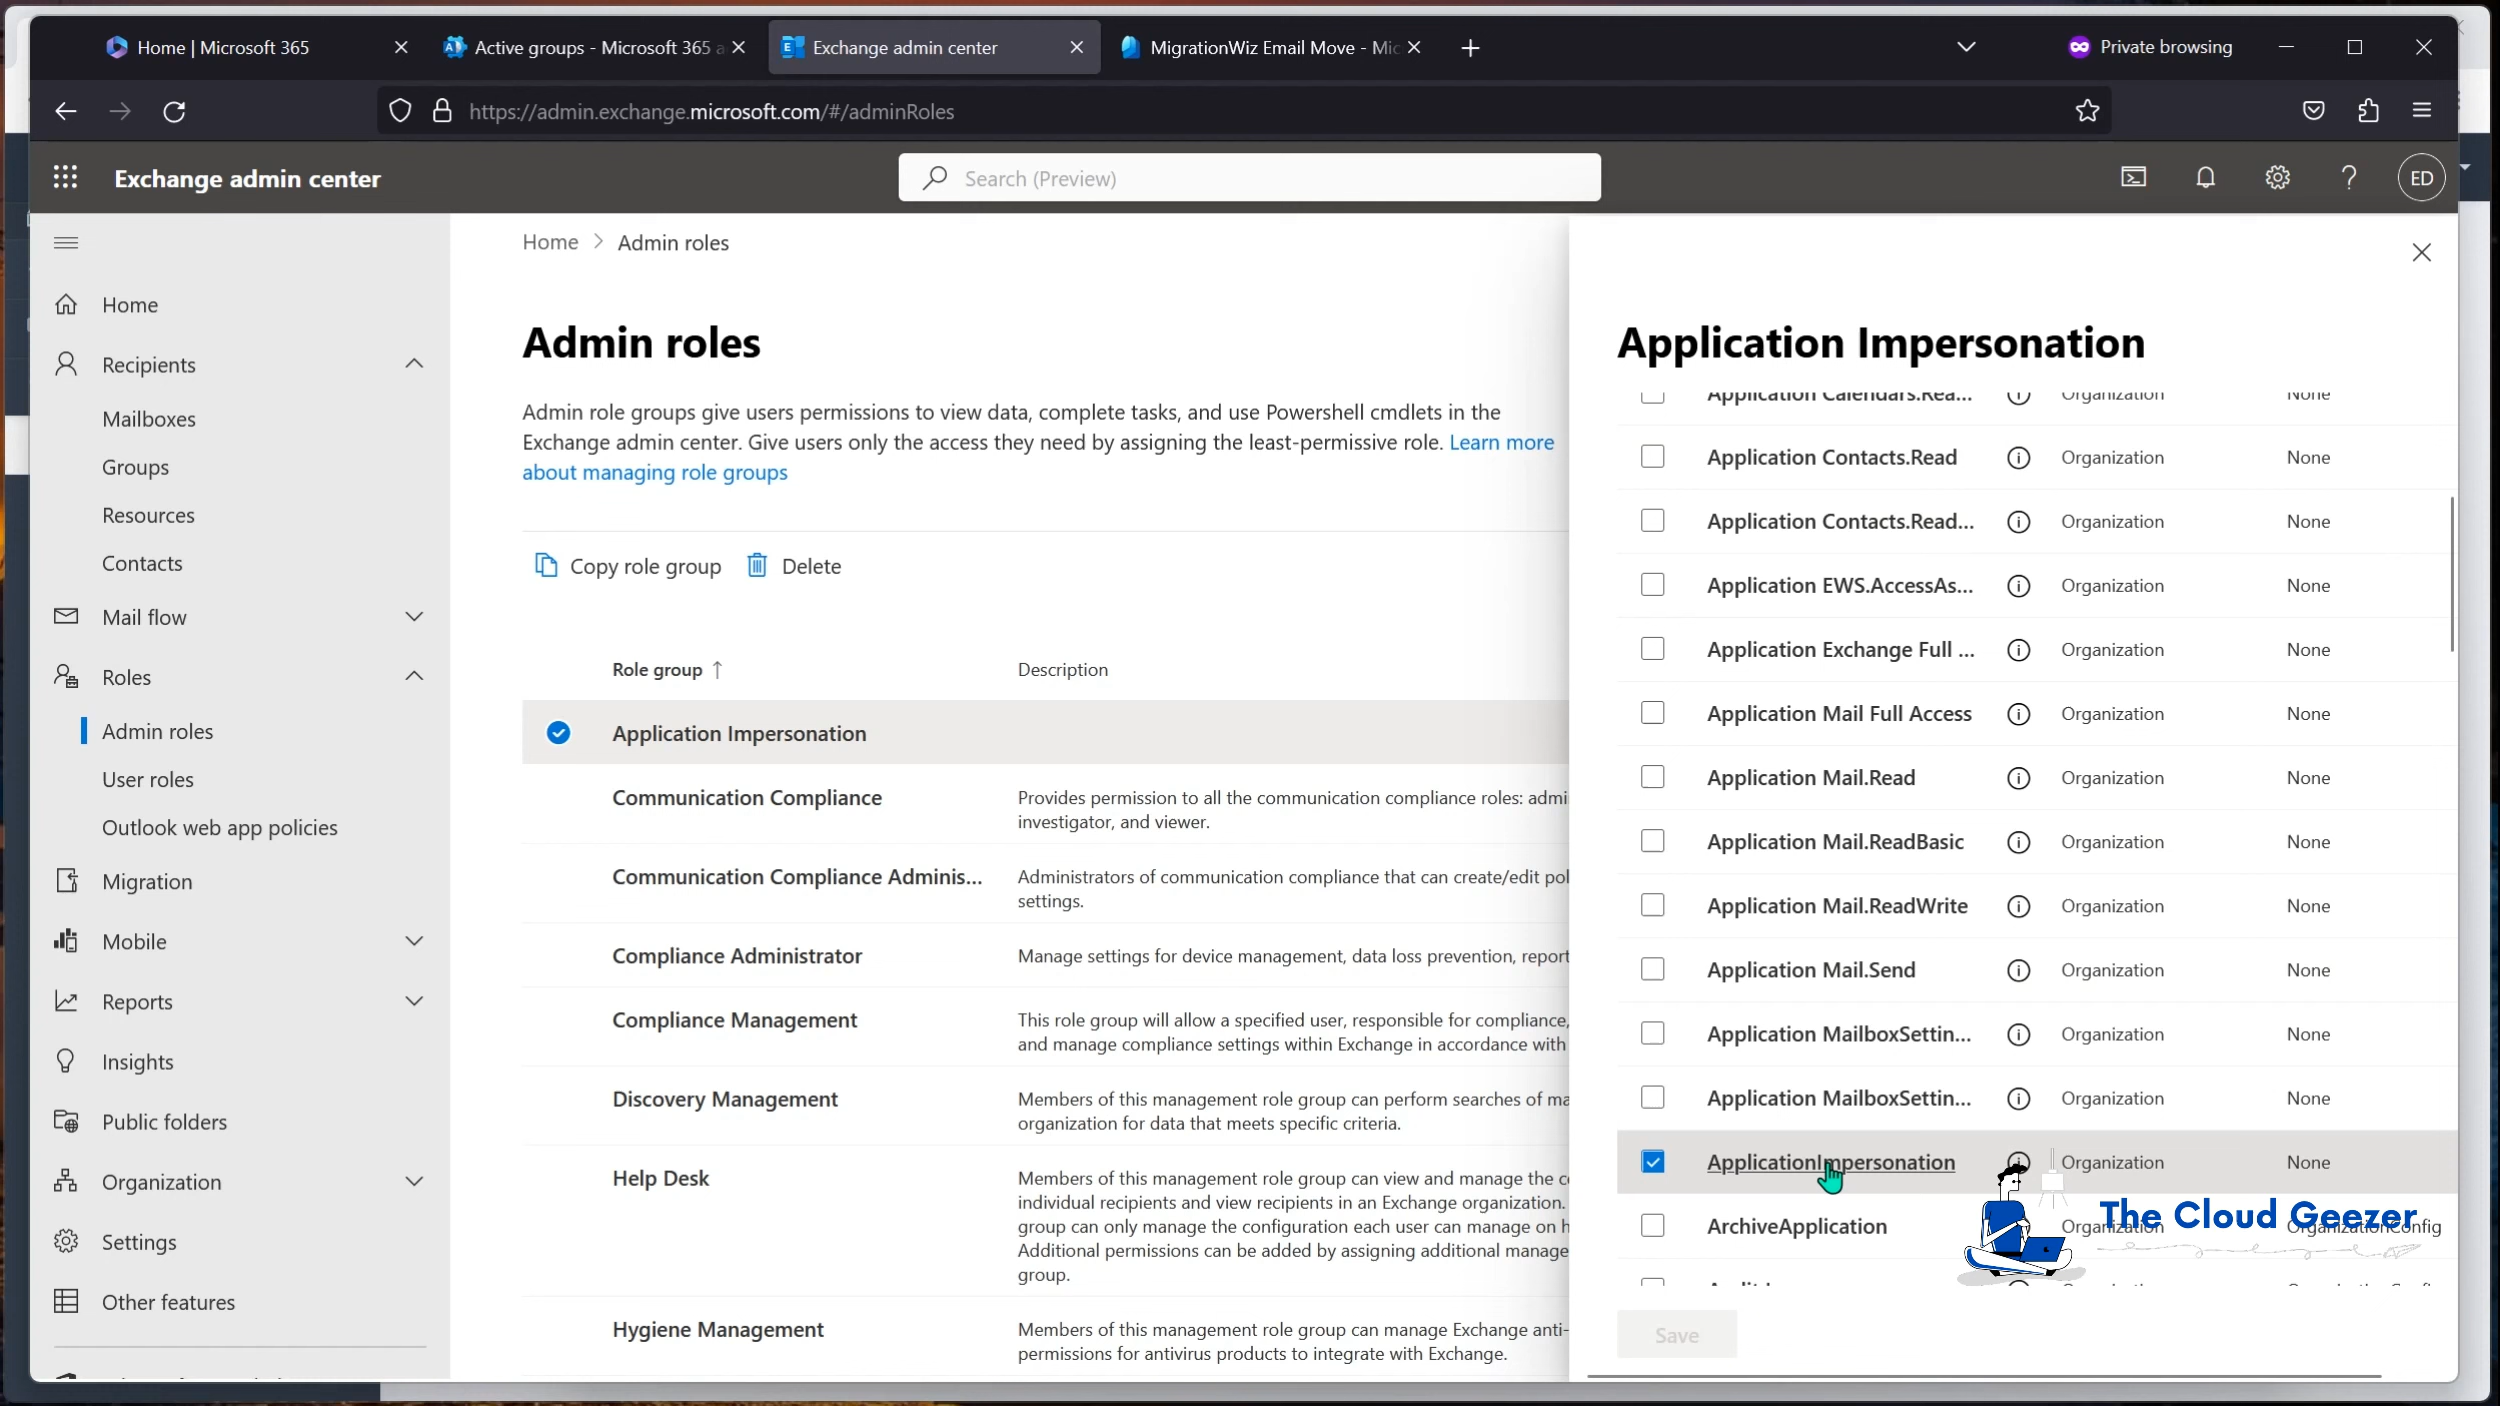 Home | Microsoft 365
Active groups - Microsoft 365 a
Exchange admin center
MigrationWiz Email Move - Mic
Private browsing
https://admin.exchange.microsoft.com/#/adminRoles
Exchange admin center
Search (Preview)
ED
Home
Recipients
Mailboxes
Groups
Resources
Contacts
Mail flow
Roles
Admin roles
User roles
Outlook web app policies
Migration
Mobile
Reports
Insights
Public folders
Organization
Settings
Other features
Home > Admin roles
Admin roles
Admin role groups give users permissions to view data, complete tasks, and use Powershell cmdlets in the
Exchange admin center. Give users only the access they need by assigning the least-permissive role. Learn more
about managing role groups
Copy role group Delete
Role group ↑ Description
Application Impersonation
Communication Compliance
Provides permission to all the communication compliance roles: admi
investigator, and viewer.
Communication Compliance Adminis...
Administrators of communication compliance that can create/edit pol
settings.
Compliance Administrator
Manage settings for device management, data loss prevention, report
Compliance Management
This role group will allow a specified user, responsible for compliance,
and manage compliance settings within Exchange in accordance with
Discovery Management
Members of this management role group can perform searches of ma
organization for data that meets specific criteria.
Help Desk
Members of this management role group can view and manage the c
individual recipients and view recipients in an Exchange organization.
group can only manage the configuration each user can manage on h
Additional permissions can be added by assigning additional manage
group.
Hygiene Management
Members of this management role group can manage Exchange anti-
permissions for antivirus products to integrate with Exchange.
Application Impersonation
Application Calendars.Rea... Organization None
Application Contacts.Read Organization None
Application Contacts.Read... Organization None
Application EWS.AccessAs... Organization None
Application Exchange Full ... Organization None
Application Mail Full Access Organization None
Application Mail.Read Organization None
Application Mail.ReadBasic Organization None
Application Mail.ReadWrite Organization None
Application Mail.Send Organization None
Application MailboxSettin... Organization None
Application MailboxSettin... Organization None
ApplicationImpersonation Organization None
ArchiveApplication Organization OrganizationConfig
The Cloud Geezer
Save